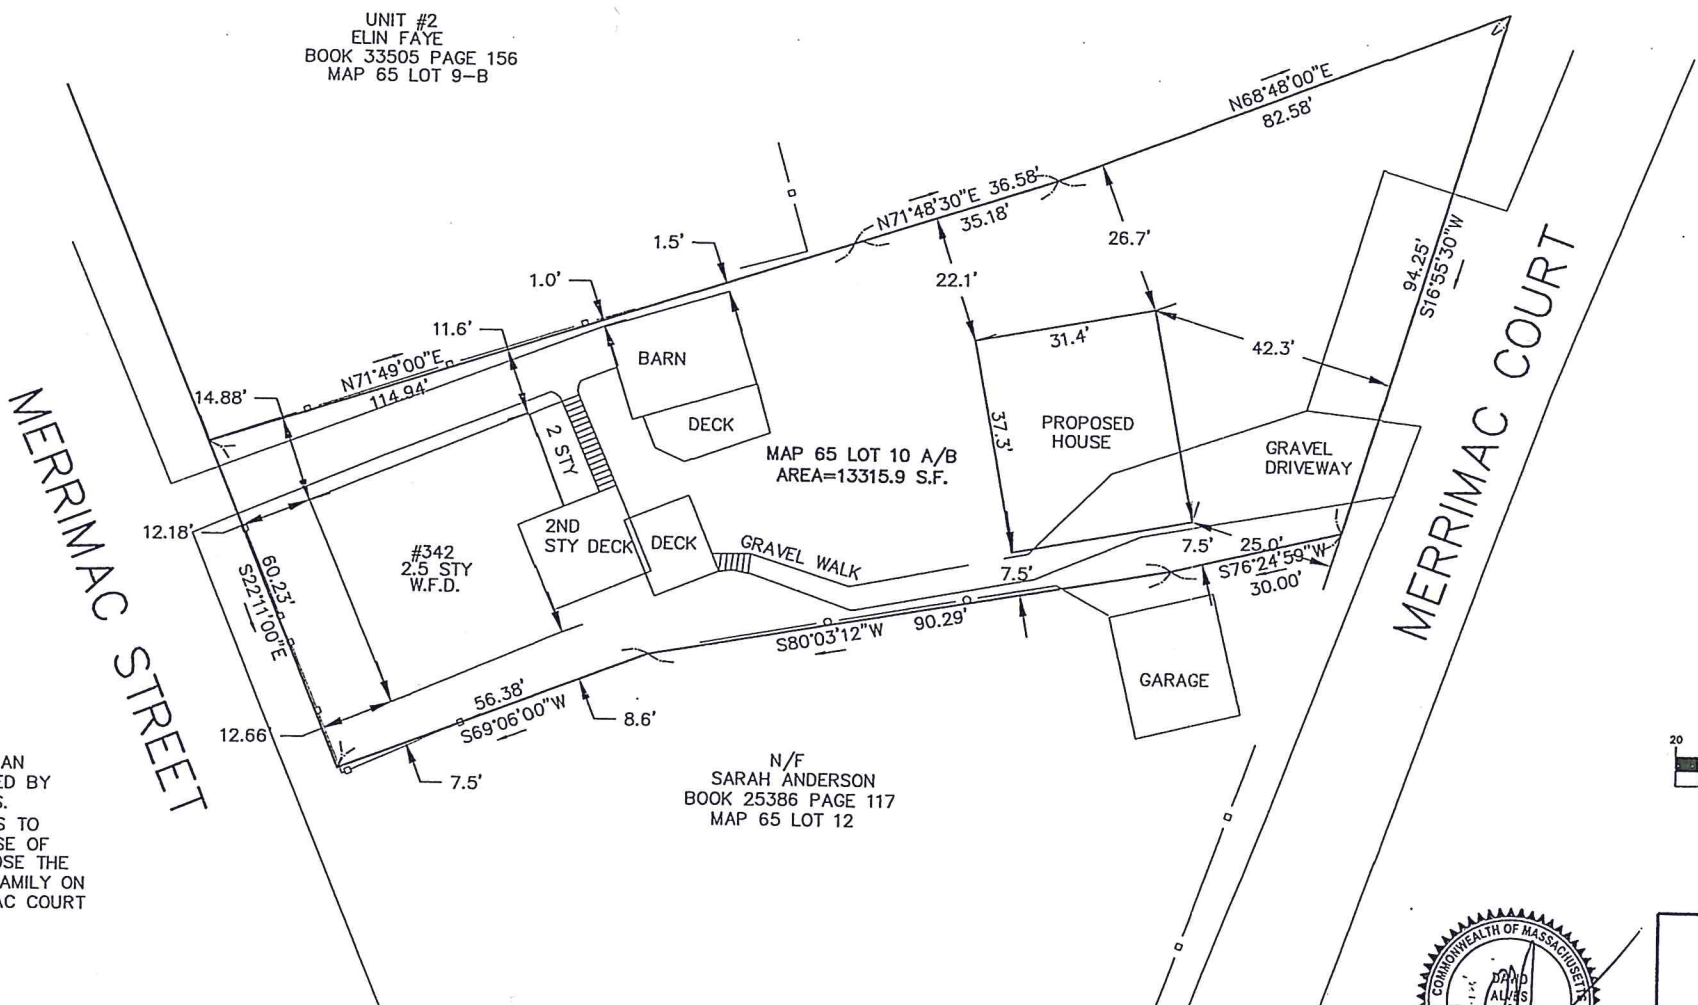 UNIT #2
ELIN FAYE
BOOK 33505 PAGE 156
MAP 65 LOT 9-B
N68°48'00"E
82.58'
N71°48'30"E 36.58'
35.18'
26.7'
22.1'
1.5'
1.0'
11.6'
N71°49'00"E
114.94'
14.88'
94.25'
S16°55'30"W
31.4'
42.3'
37.3'
BARN
DECK
2 STY
PROPOSED
HOUSE
GRAVEL
DRIVEWAY
MAP 65 LOT 10 A/B
AREA=13315.9 S.F.
MERRIMAC STREET
MERRIMAC COURT
12.18'
60.23'
S22°11'00"E
#342
2.5 STY
W.F.D.
2ND
STY DECK
DECK
GRAVEL WALK
7.5'
7.5'
25.0'
S76°24'59"W
30.00'
90.29'
S80°03'12"W
GARAGE
56.38'
S69°06'00"W
8.6'
12.66'
7.5'
N/F
SARAH ANDERSON
BOOK 25386 PAGE 117
MAP 65 LOT 12
AN
ED BY
S.
S TO
SE OF
OSE THE
FAMILY ON
AC COURT
20
COMMONWEALTH OF MASSACHUSETTS
DAVID
ALVES